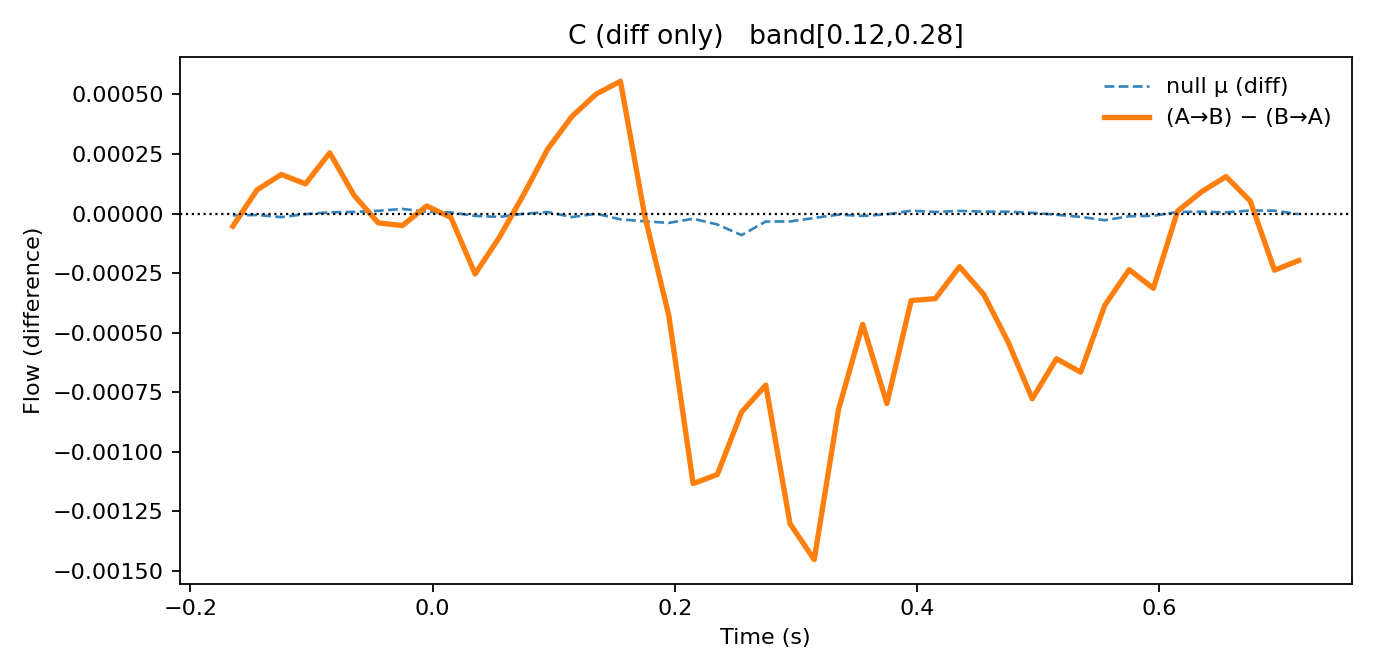 C (diff only)   band[0.12,0.28]
null μ (diff)
(A→B) − (B→A)
Flow (difference)
0.00050
0.00025
0.00000
−0.00025
−0.00050
−0.00075
−0.00100
−0.00125
−0.00150
−0.2 0.0 0.2 0.4 0.6
Time (s)